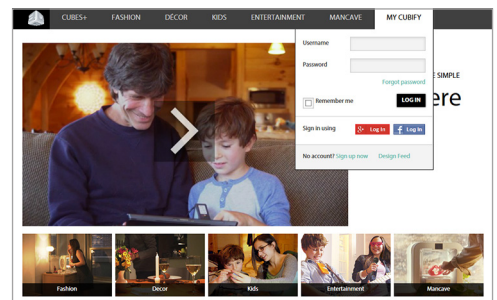 CUBES+ FASHION DÉCOR KIDS ENTERTAINMENT MANCAVE MY CUBIFY
Username
Password
Forgot password
Remember me LOG IN
Sign in using Log In Log In
No account? Sign up now Design Feed
E SIMPLE
ere
Fashion Decor Kids Entertainment Mancave